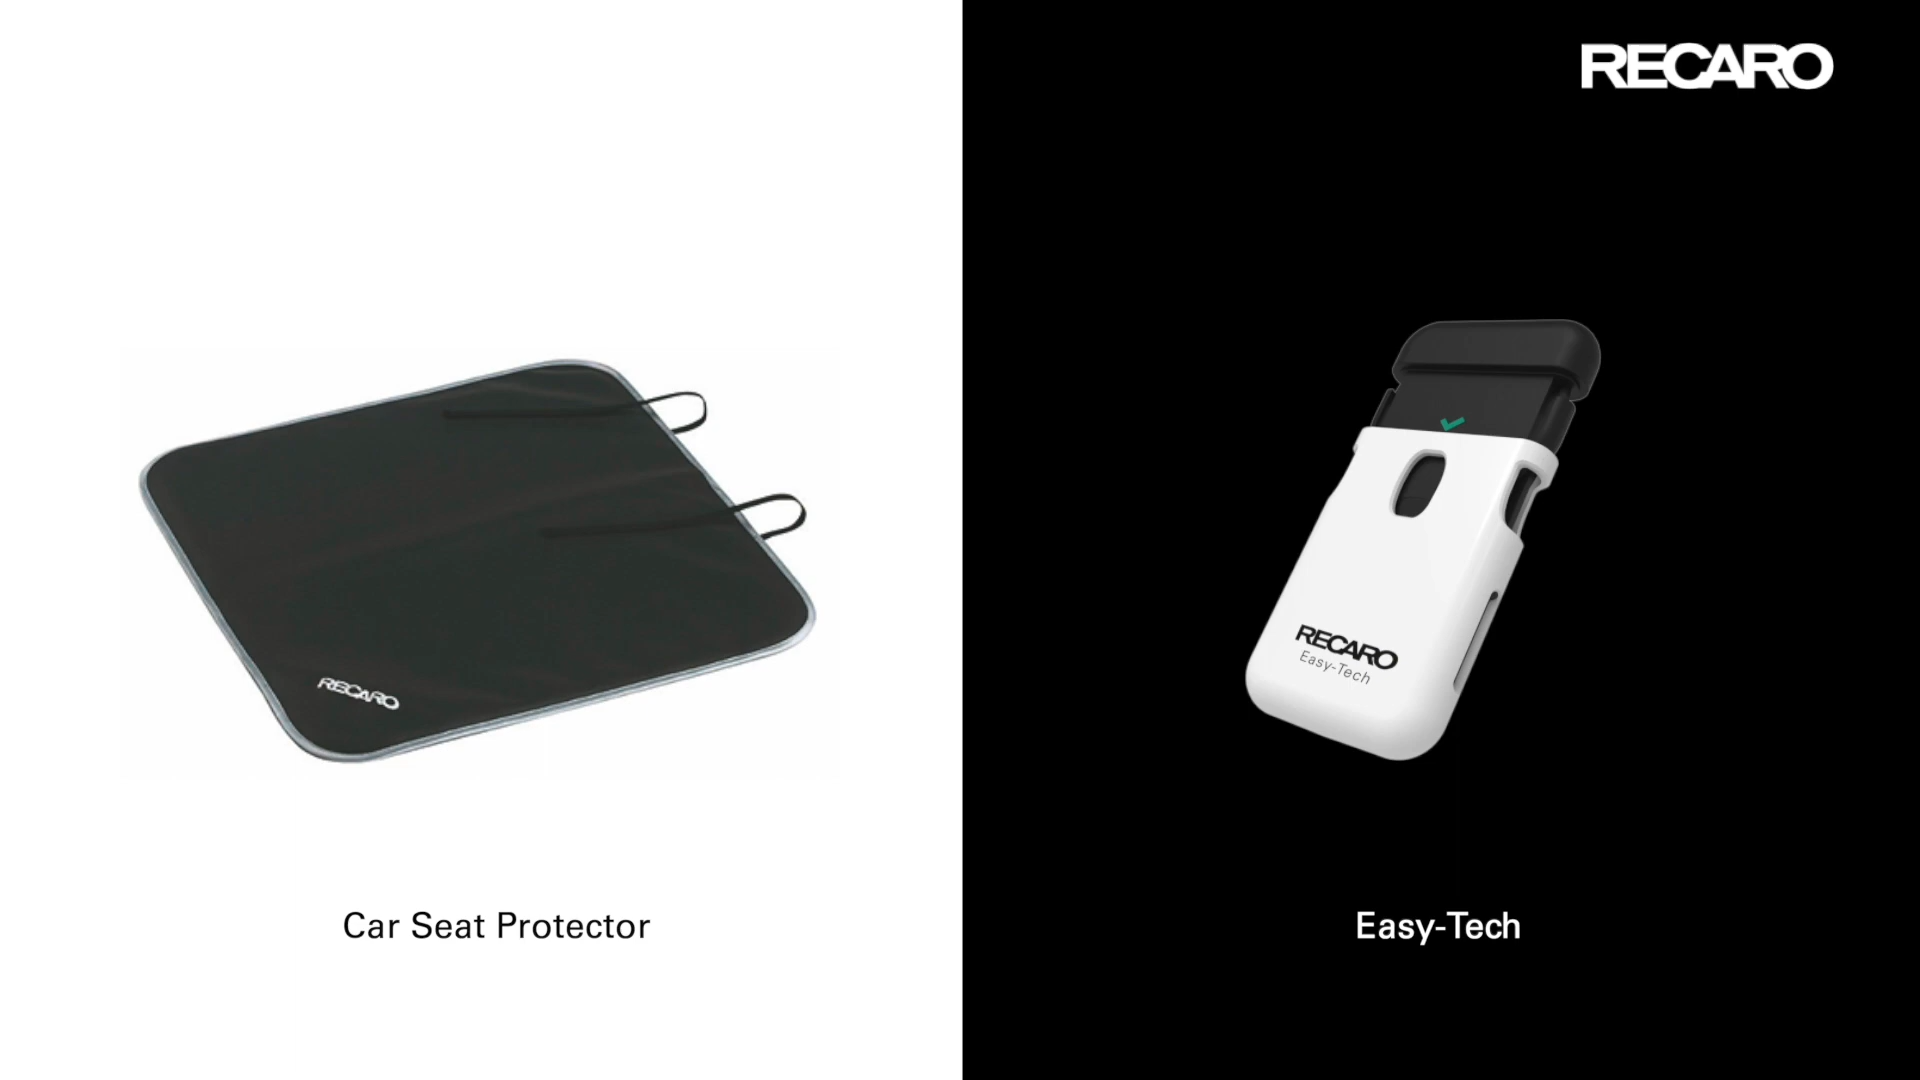 RECARO
RECARO
Car Seat Protector
RECARO
Easy-Tech
Easy-Tech